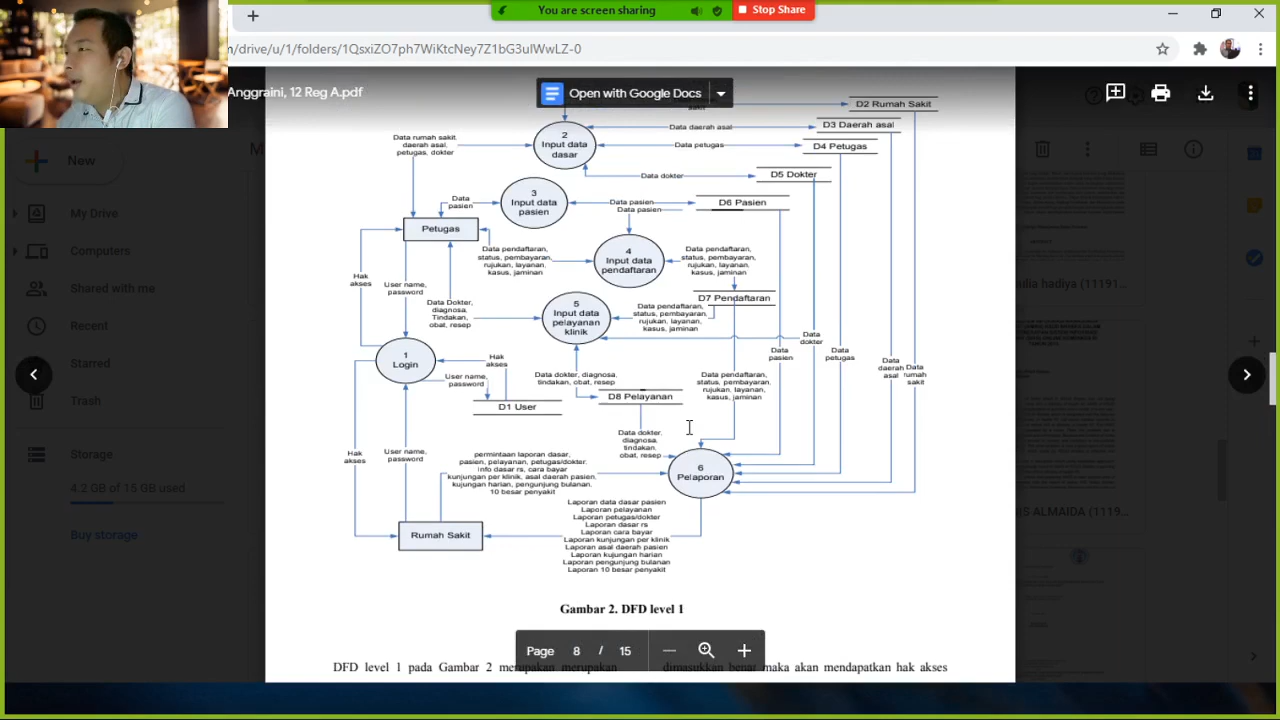 You are screen sharing
Stop Share
m/drive/u/1/folders/1QsxiZO7ph7WiKtcNey7Z1bG3uIWwLZ-0
Anggraini, 12 Reg A.pdf
Open with Google Docs
New
My Drive
Computers
Shared with me
Recent
Starred
Trash
Storage
4.2 GB of 15 GB used
Buy storage
D2 Rumah Sakit
D3 Daerah asal
D4 Petugas
D5 Dokter
D6 Pasien
D7 Pendaftaran
D8 Pelayanan
D1 User
2
Input data
dasar
Data daerah asal
Data petugas
Data dokter
Data rumah sakit
daerah asal,
petugas, dokter
3
Input data
pasien
Data
pasien
Data pasien
Data pasien
Petugas
4
Input data
pendaftaran
Data pendaftaran,
status, pembayaran,
rujukan, layanan,
kasus, jaminan
Data pendaftaran,
status, pembayaran,
rujukan, layanan,
kasus, jaminan
Hak
akses
User name,
password
Data Dokter,
diagnosa,
Tindakan,
obat, resep
5
Input data
pelayanan
klinik
Data pendaftaran,
status, pembayaran,
rujukan, layanan,
kasus, jaminan
Data
dokter
Data
pasien
Data
petugas
Data
daerah
asal
Data
rumah
sakit
1
Login
Hak
akses
User name,
password
Data dokter, diagnosa,
tindakan, obat, resep
Data pendaftaran,
status, pembayaran,
rujukan, layanan,
kasus, jaminan
Data dokter,
diagnosa,
tindakan,
obat, resep
6
Pelaporan
Hak
akses
User name,
password
permintaan laporan dasar,
pasien, pelayanan, petugas/dokter.
info dasar rs, cara bayar
kunjungan per klinik, asal daerah pasien,
kujungan harian, pengunjung bulanan.
10 besar penyakit
Rumah Sakit
Laporan data dasar pasien
Laporan pelayanan
Laporan petugas/dokter
Laporan dasar rs
Laporan cara bayar
Laporan kunjungan per klinik
Laporan asal daerah pasien
Laporan kujungan harian
Laporan pengunjung bulanan
Laporan 10 besar penyakit
Gambar 2. DFD level 1
Page 8 / 15
DFD level 1 pada Gambar 2 merupakan merupakan
dimasukkan benar maka akan mendapatkan hak akses
ulia hadiya (11191...
S ALMAIDA (1119...